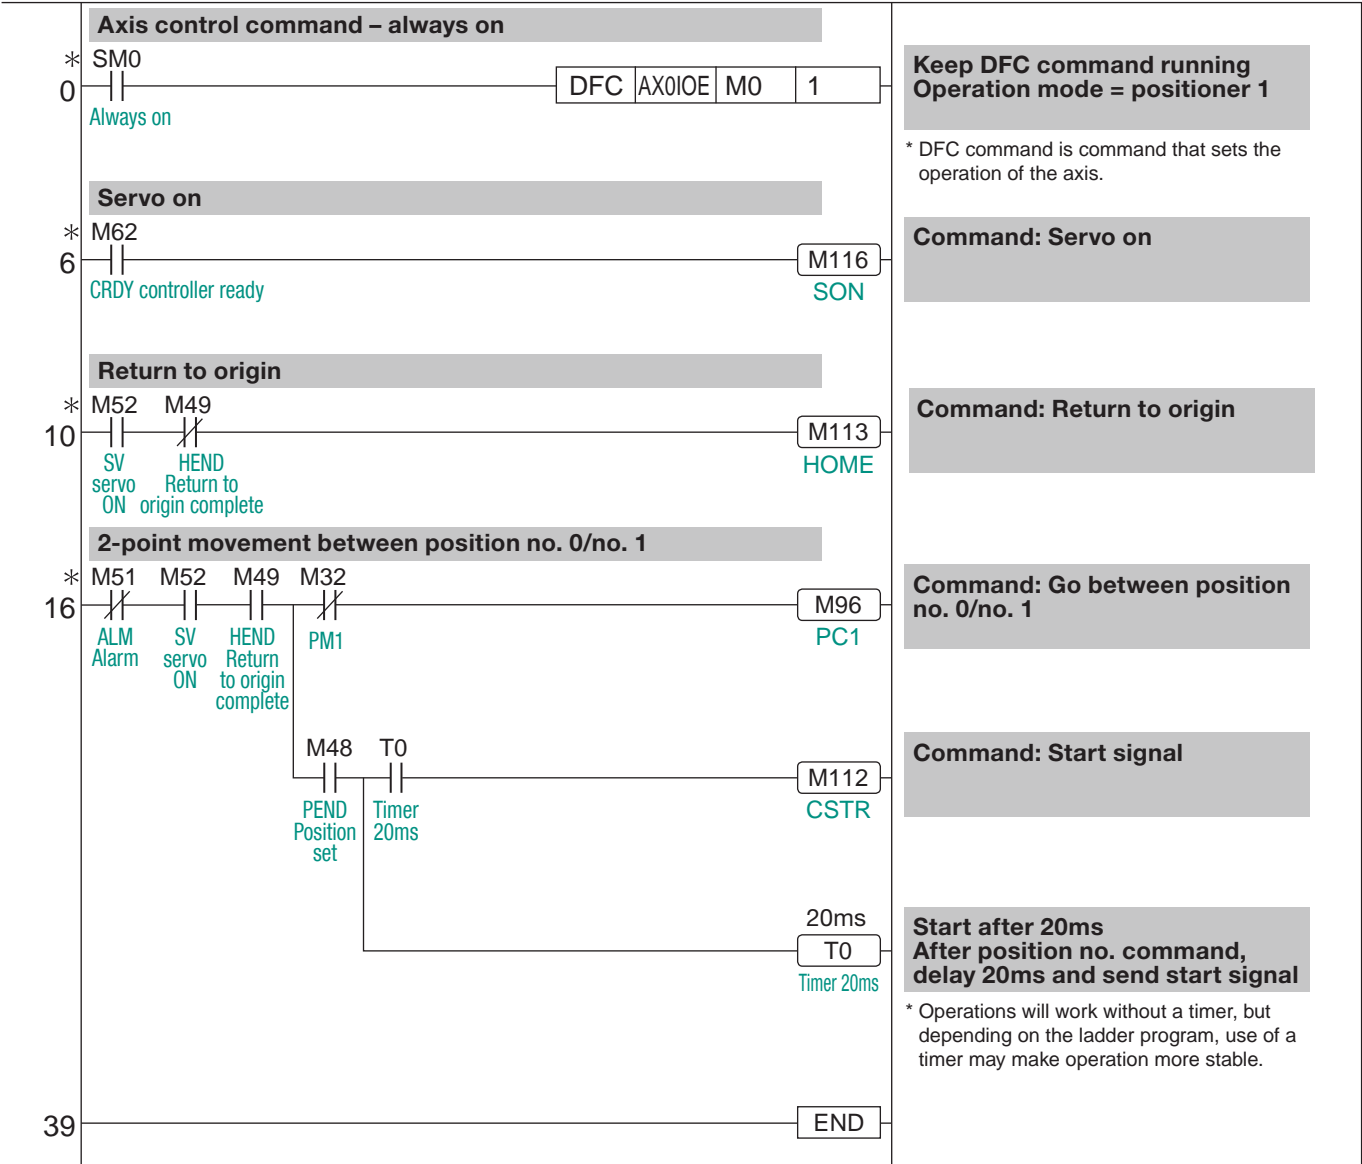 Axis control command – always on
* SM0
0
DFC AX0IOE M0 1
Always on
Keep DFC command running
Operation mode = positioner 1
* DFC command is command that sets the
operation of the axis.
Servo on
* M62
6
M116
CRDY controller ready
SON
Command: Servo on
Return to origin
* M52 M49
10
M113
SV
servo
ON
HEND
Return to
origin complete
HOME
Command: Return to origin
2-point movement between position no. 0/no. 1
* M51 M52 M49 M32
16
M96
ALM
Alarm
SV
servo
ON
HEND
Return
to origin
complete
PM1
PC1
Command: Go between position
no. 0/no. 1
M48 T0
M112
PEND
Position
set
Timer
20ms
CSTR
Command: Start signal
20ms
T0
Timer 20ms
Start after 20ms
After position no. command,
delay 20ms and send start signal
* Operations will work without a timer, but
depending on the ladder program, use of a
timer may make operation more stable.
39
END